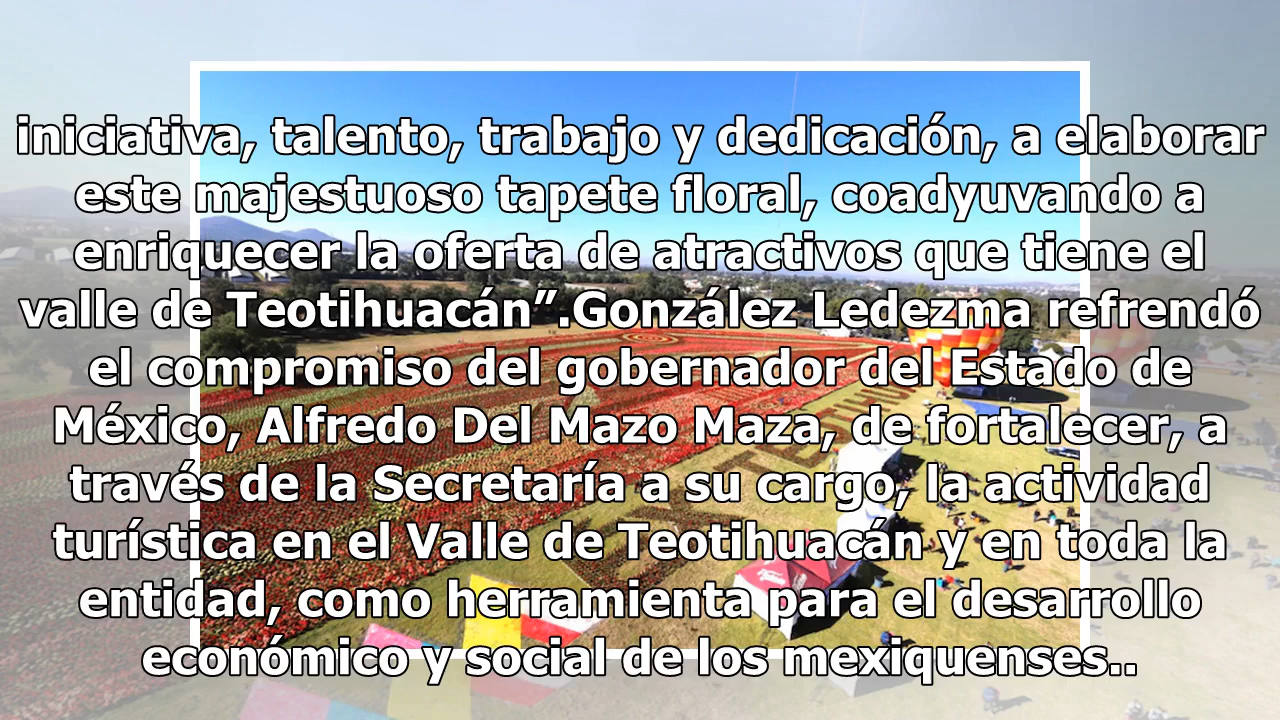 iniciativa, talento, trabajo y dedicación, a elaborar
este majestuoso tapete floral, coadyuvando a
enriquecer la oferta de atractivos que tiene el
valle de Teotihuacán”.González Ledezma refrendó
el compromiso del gobernador del Estado de
México, Alfredo Del Mazo Maza, de fortalecer, a
través de la Secretaría a su cargo, la actividad
turística en el Valle de Teotihuacán y en toda la
entidad, como herramienta para el desarrollo
económico y social de los mexiquenses..